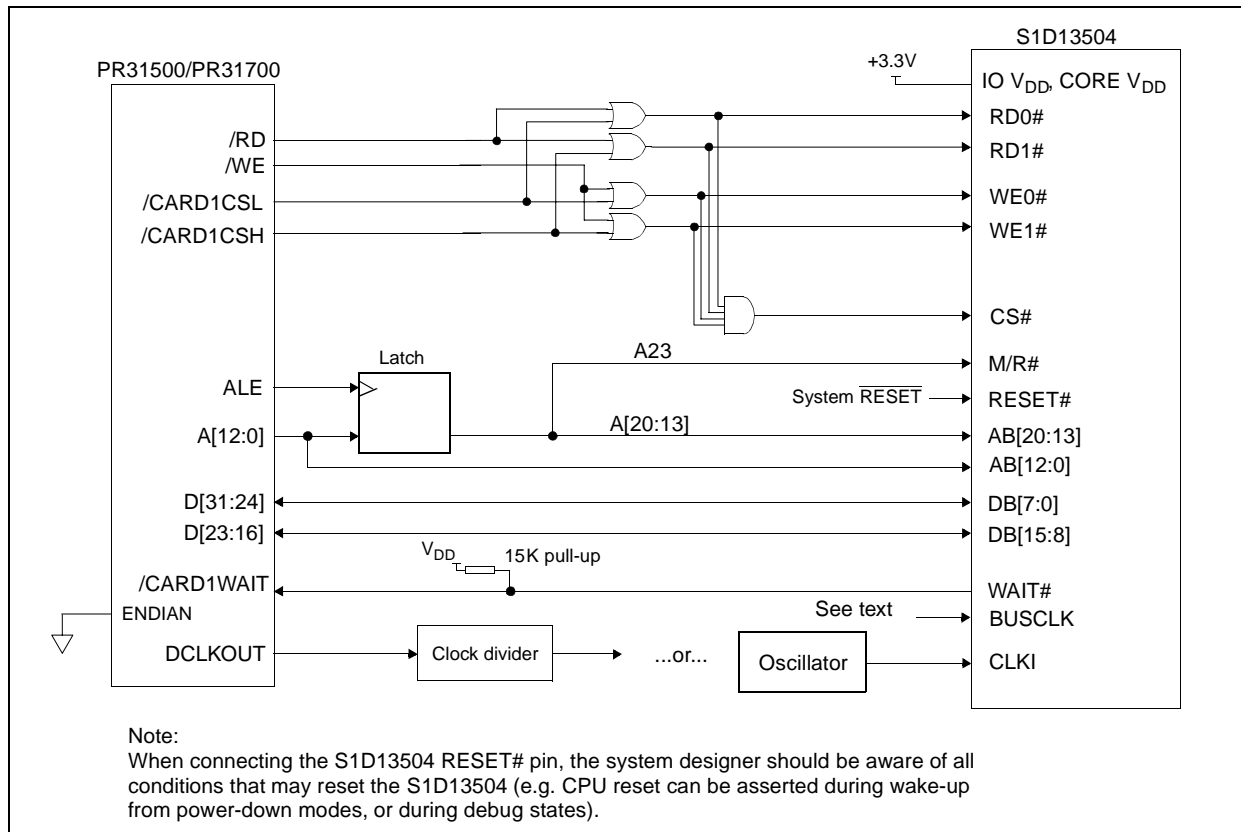 S1D13504
PR31500/PR31700
+3.3V
IO VDD, CORE VDD
/RD
RD0#
/WE
RD1#
/CARD1CSL
WE0#
/CARD1CSH
WE1#
CS#
Latch
A23
M/R#
ALE
System RESET
RESET#
A[12:0]
A[20:13]
AB[20:13]
AB[12:0]
D[31:24]
DB[7:0]
D[23:16]
DB[15:8]
VDD
15K pull-up
/CARD1WAIT
WAIT#
ENDIAN
See text
BUSCLK
DCLKOUT
Clock divider
...or...
Oscillator
CLKI
Note:
When connecting the S1D13504 RESET# pin, the system designer should be aware of all
conditions that may reset the S1D13504 (e.g. CPU reset can be asserted during wake-up
from power-down modes, or during debug states).